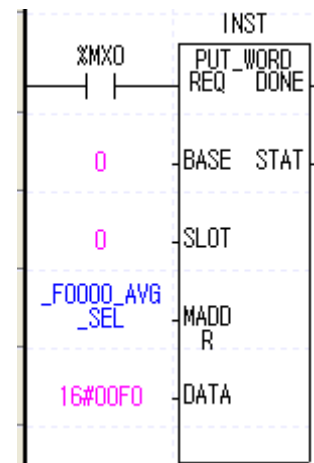 INST
%MX0
PUT_WORD
REQ DONE
0
BASE STAT
0
SLOT
_F0000_AVG
_SEL
MADD
R
16#00F0
DATA